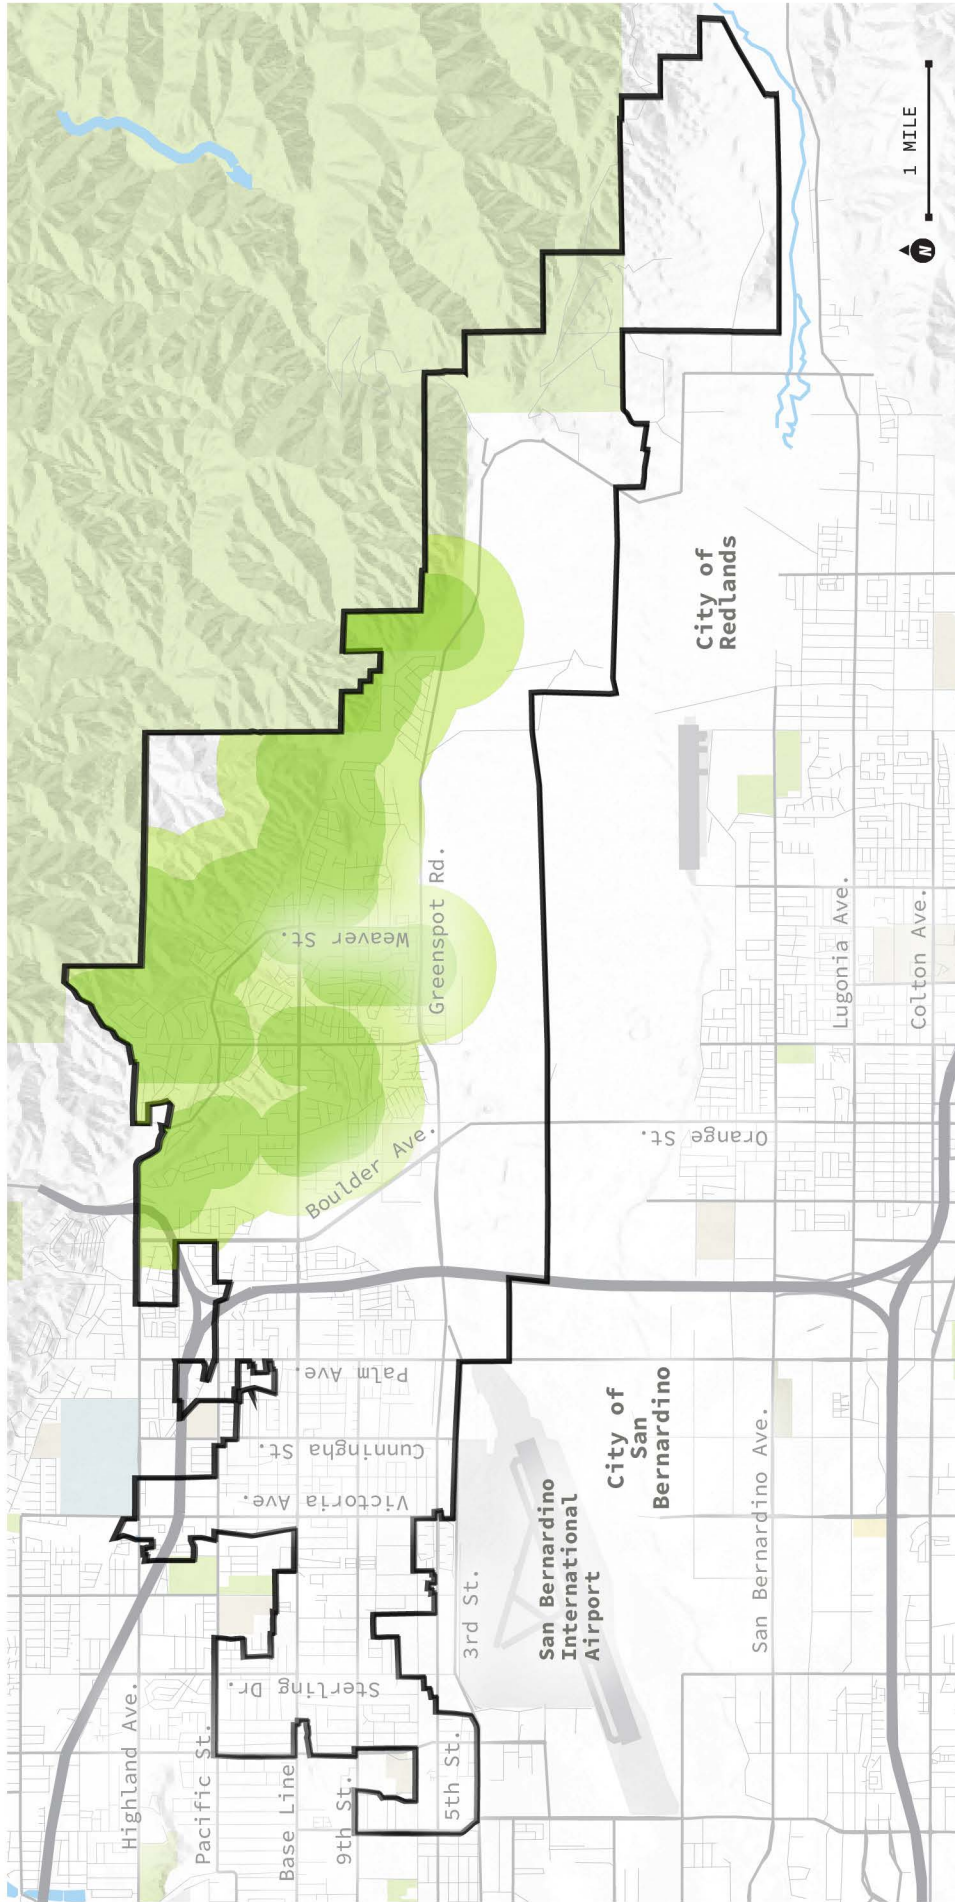 Highland Ave.
Pacific St.
Base Line
9th St.
5th St.
3rd St.
Sterling Dr.
Victoria Ave.
Cunningha St.
Palm Ave.
Boulder Ave.
Weaver St.
Greenspot Rd.
Orange St.
San Bernardino
International
Airport
City of
San
Bernardino
San Bernardino Ave.
City of
Redlands
Lugonia Ave.
Colton Ave.
N
1 MILE